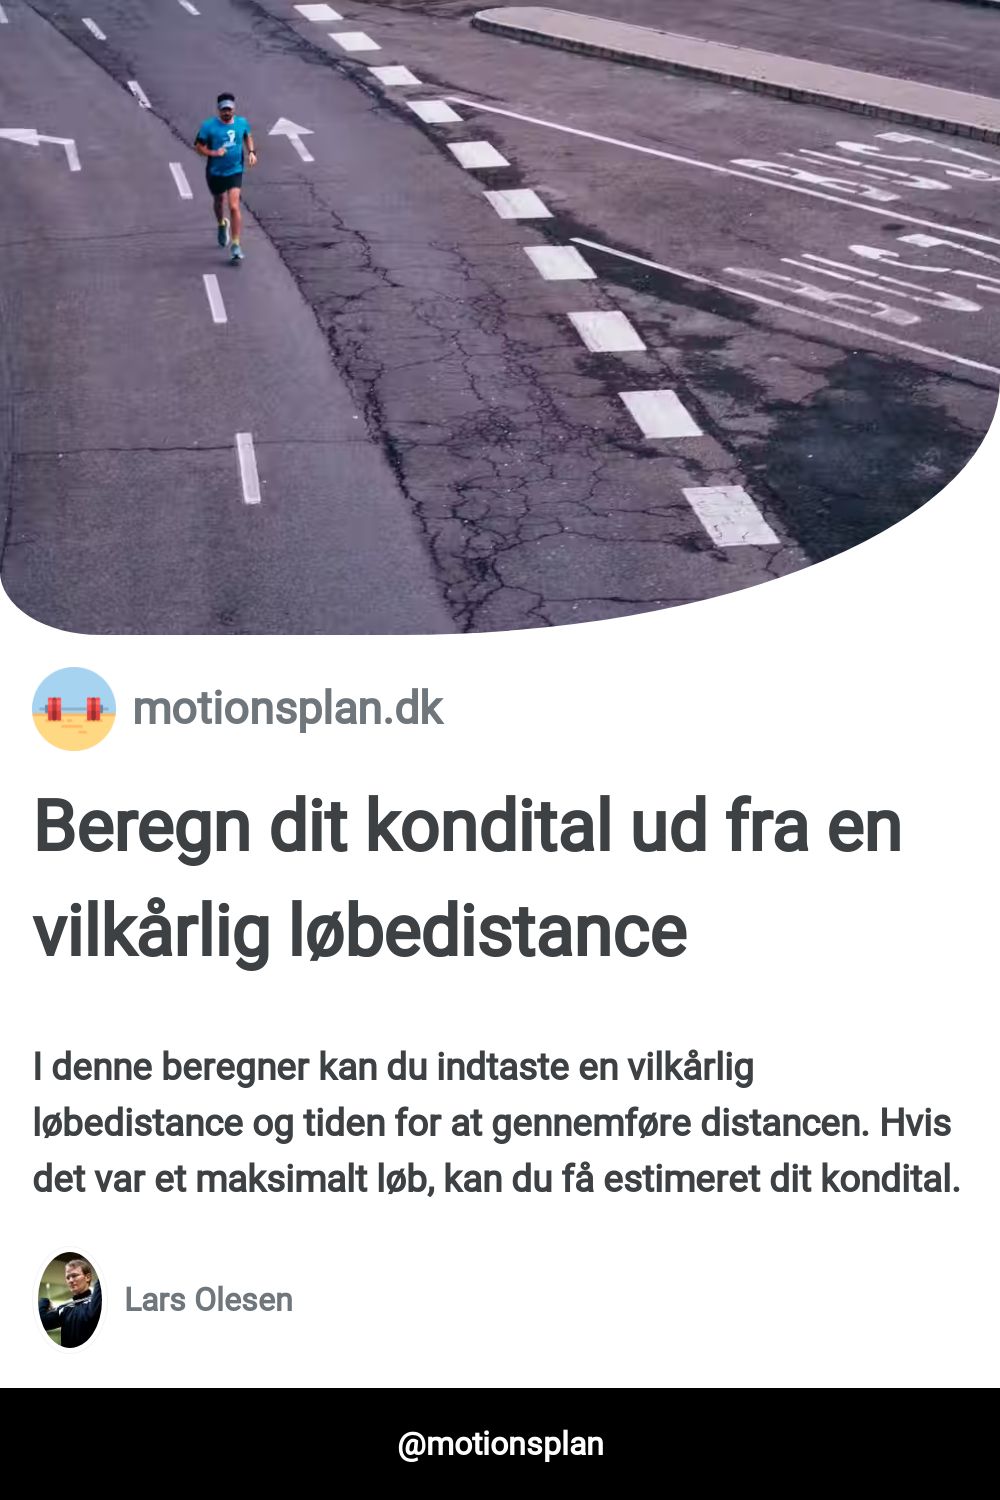 BUS
BUS
motionsplan.dk
Beregn dit kondital ud fra en
vilkårlig løbedistance
I denne beregner kan du indtaste en vilkårlig
løbedistance og tiden for at gennemføre distancen. Hvis
det var et maksimalt løb, kan du få estimeret dit kondital.
Lars Olesen
@motionsplan